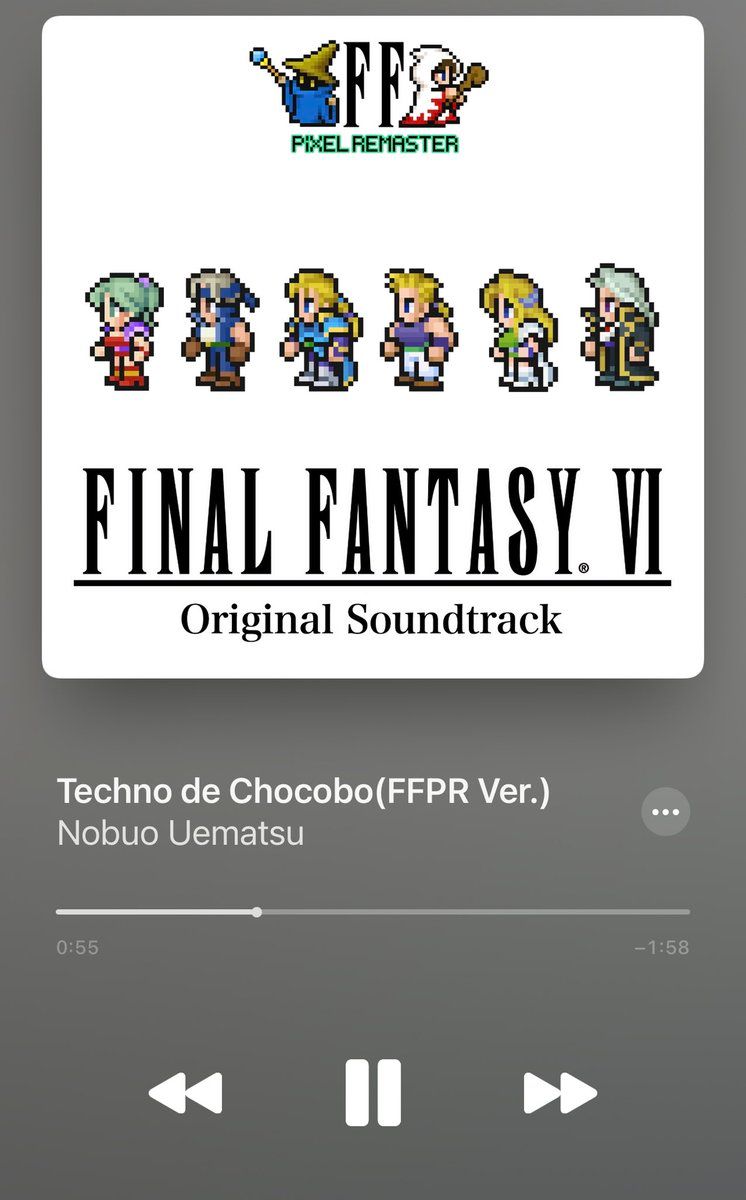 FF
PIXEL REMASTER
FINAL FANTASY® VI
Original Soundtrack
Techno de Chocobo(FFPR Ver.)
Nobuo Uematsu
0:55
−1:58